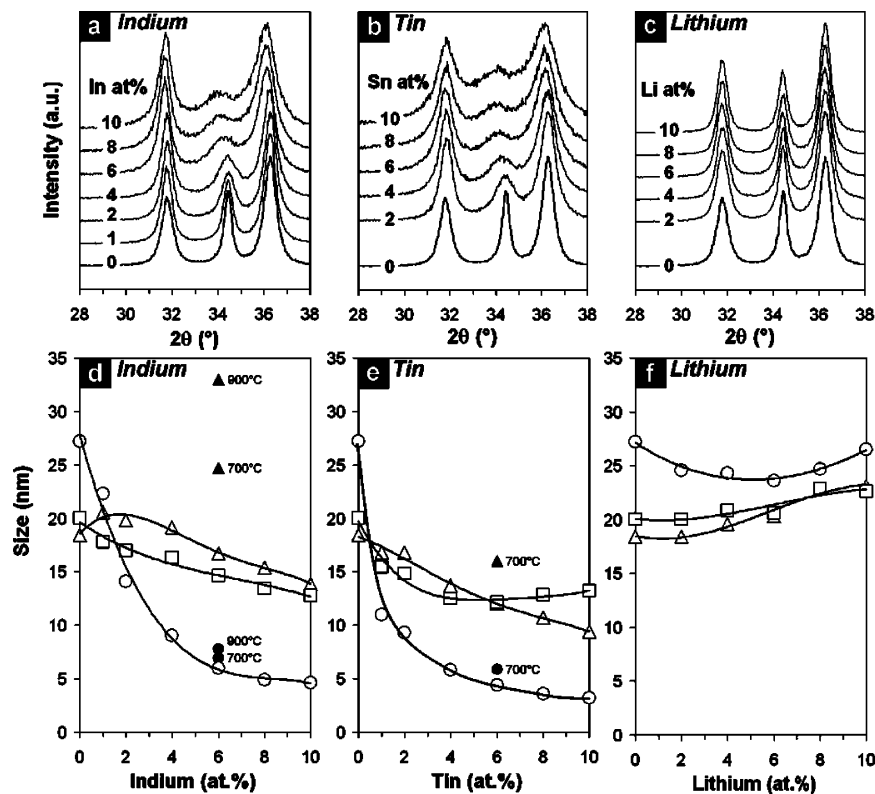 a Indium
In at%
10
8
6
4
2
1
0
Intensity (a.u.)
28 30 32 34 36 38
2θ (°)
b Tin
Sn at%
10
8
6
4
2
0
28 30 32 34 36 38
2θ (°)
c Lithium
Li at%
10
8
6
4
2
0
28 30 32 34 36 38
2θ (°)
d Indium
35
30
25
20
15
10
5
0
Size (nm)
900°C
700°C
900°C
700°C
0 2 4 6 8 10
Indium (at.%)
e Tin
35
30
25
20
15
10
5
0
700°C
700°C
0 2 4 6 8 10
Tin (at.%)
f Lithium
35
30
25
20
15
10
5
0
0 2 4 6 8 10
Lithium (at.%)